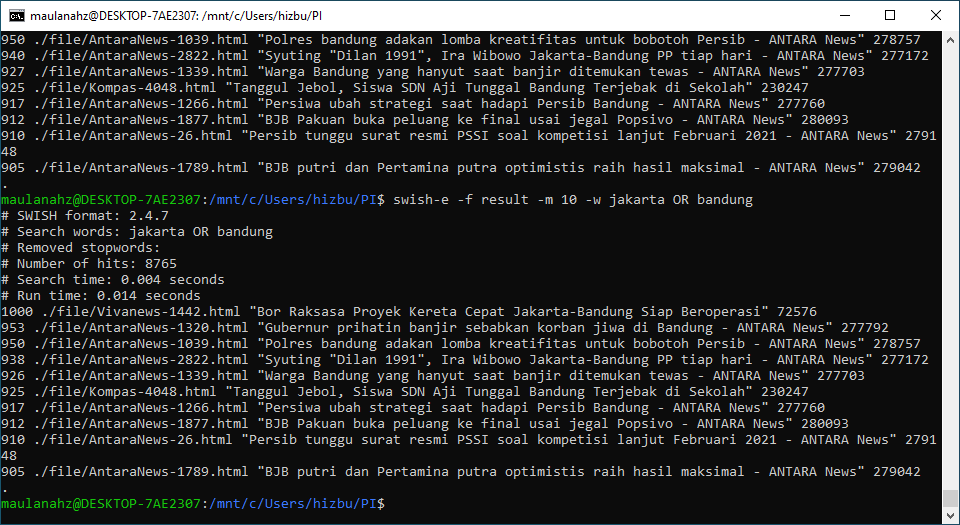 maulanahz@DESKTOP-7AE2307: /mnt/c/Users/hizbu/PI
950 ./file/AntaraNews-1039.html "Polres bandung adakan lomba kreatifitas untuk bobotoh Persib - ANTARA News" 278757
940 ./file/AntaraNews-2822.html "Syuting "Dilan 1991", Ira Wibowo Jakarta-Bandung PP tiap hari - ANTARA News" 277172
927 ./file/AntaraNews-1339.html "Warga Bandung yang hanyut saat banjir ditemukan tewas - ANTARA News" 277703
925 ./file/Kompas-4048.html "Tanggul Jebol, Siswa SDN Aji Tunggal Bandung Terjebak di Sekolah" 230247
917 ./file/AntaraNews-1266.html "Persiwa ubah strategi saat hadapi Persib Bandung - ANTARA News" 277760
912 ./file/AntaraNews-1877.html "BJB Pakuan buka peluang ke final usai jegal Popsivo - ANTARA News" 280093
910 ./file/AntaraNews-26.html "Persib tunggu surat resmi PSSI soal kompetisi lanjut Februari 2021 - ANTARA News" 2791
48
905 ./file/AntaraNews-1789.html "BJB putri dan Pertamina putra optimistis raih hasil maksimal - ANTARA News" 279042
.
maulanahz@DESKTOP-7AE2307:/mnt/c/Users/hizbu/PI$ swish-e -f result -m 10 -w jakarta OR bandung
# SWISH format: 2.4.7
# Search words: jakarta OR bandung
# Removed stopwords:
# Number of hits: 8765
# Search time: 0.004 seconds
# Run time: 0.014 seconds
1000 ./file/Vivanews-1442.html "Bor Raksasa Proyek Kereta Cepat Jakarta-Bandung Siap Beroperasi" 72576
953 ./file/AntaraNews-1320.html "Gubernur prihatin banjir sebabkan korban jiwa di Bandung - ANTARA News" 277792
950 ./file/AntaraNews-1039.html "Polres bandung adakan lomba kreatifitas untuk bobotoh Persib - ANTARA News" 278757
938 ./file/AntaraNews-2822.html "Syuting "Dilan 1991", Ira Wibowo Jakarta-Bandung PP tiap hari - ANTARA News" 277172
926 ./file/AntaraNews-1339.html "Warga Bandung yang hanyut saat banjir ditemukan tewas - ANTARA News" 277703
925 ./file/Kompas-4048.html "Tanggul Jebol, Siswa SDN Aji Tunggal Bandung Terjebak di Sekolah" 230247
917 ./file/AntaraNews-1266.html "Persiwa ubah strategi saat hadapi Persib Bandung - ANTARA News" 277760
912 ./file/AntaraNews-1877.html "BJB Pakuan buka peluang ke final usai jegal Popsivo - ANTARA News" 280093
910 ./file/AntaraNews-26.html "Persib tunggu surat resmi PSSI soal kompetisi lanjut Februari 2021 - ANTARA News" 2791
48
905 ./file/AntaraNews-1789.html "BJB putri dan Pertamina putra optimistis raih hasil maksimal - ANTARA News" 279042
.
maulanahz@DESKTOP-7AE2307:/mnt/c/Users/hizbu/PI$